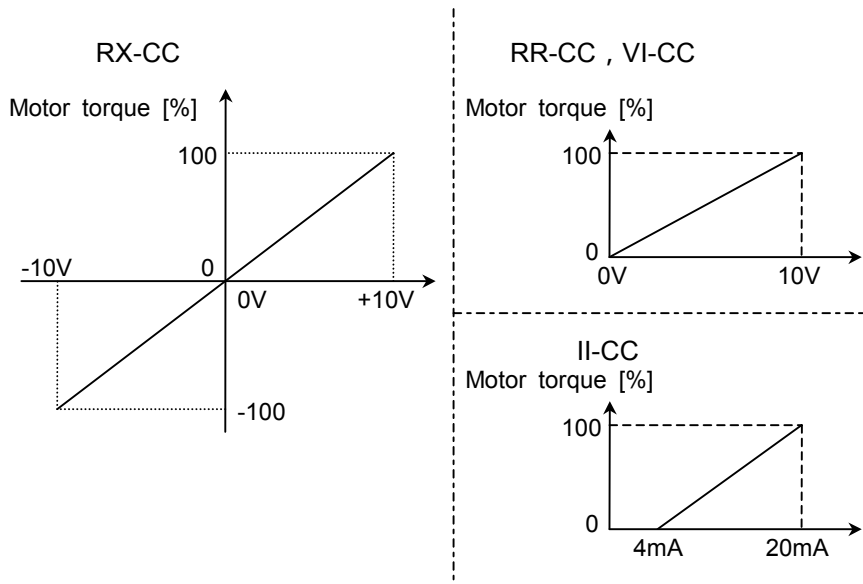 RX-CC
Motor torque [%]
100
-10V
0
0V
+10V
-100
RR-CC , VI-CC
Motor torque [%]
100
0
0V
10V
II-CC
Motor torque [%]
100
0
4mA
20mA